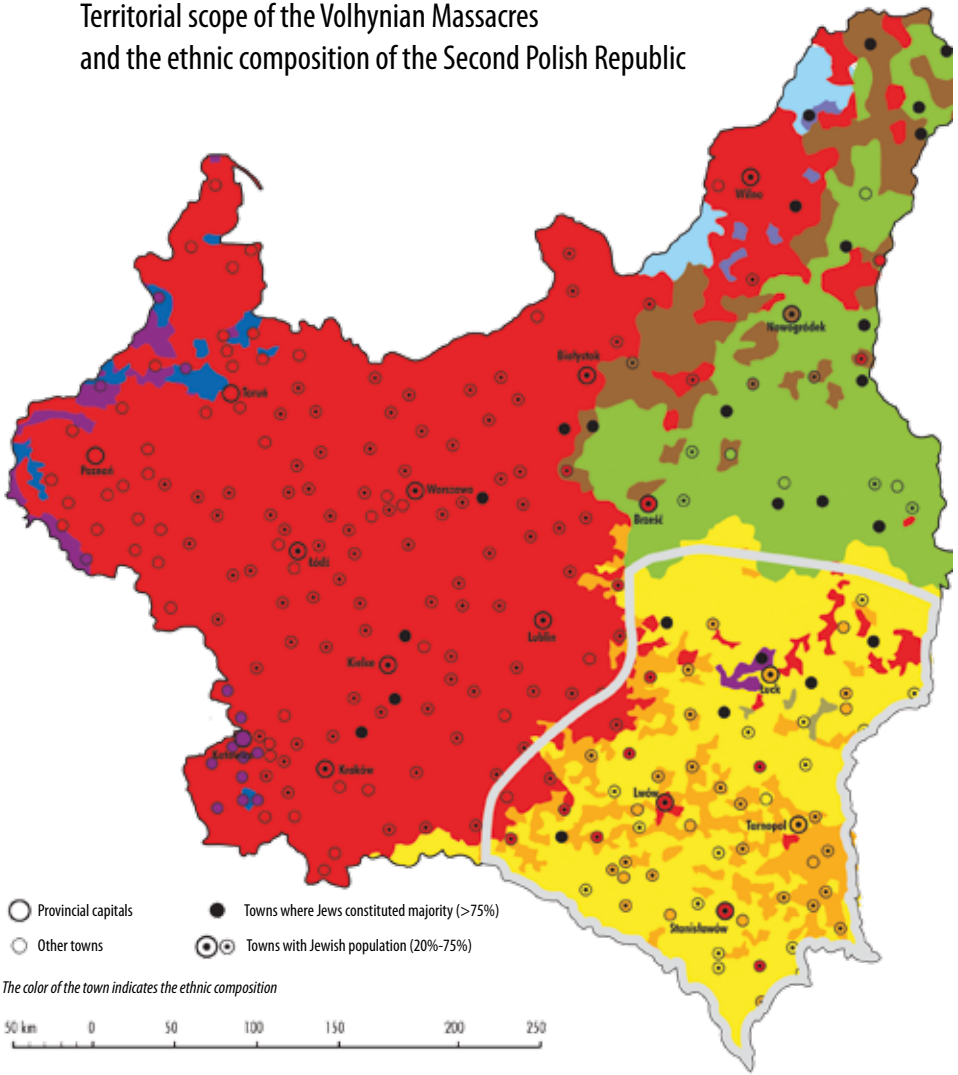 Territorial scope of the Volhynian Massacres
and the ethnic composition of the Second Polish Republic
Wilno
Nowogródek
Białystok
Toruń
Poznań
Warszawa
Brześć
Łódź
Lublin
Kielce
Łuck
Katowice
Kraków
Lwów
Tarnopol
Stanisławów
Provincial capitals
Towns where Jews constituted majority (>75%)
Other towns
Towns with Jewish population (20%-75%)
The color of the town indicates the ethnic composition
50 km 0 50 100 150 200 250